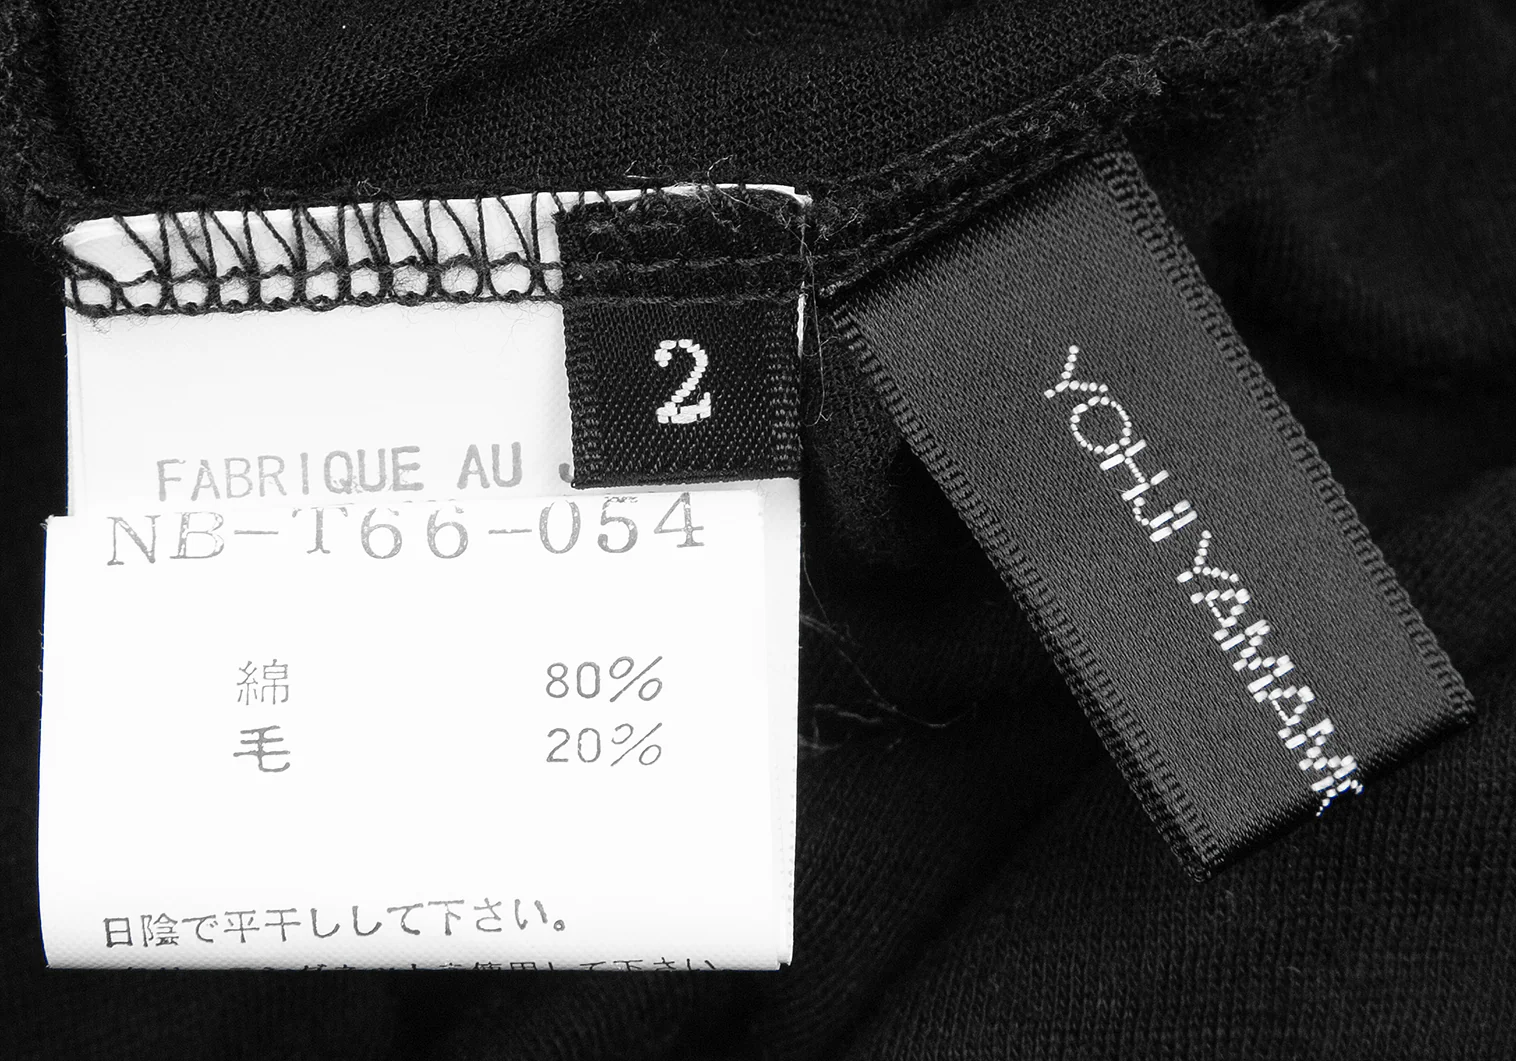 2
FABRIQUE AU
NB-T66-054
綿 80%
毛 20%
日陰で平干しして下さい。
YOHJI YAMAM